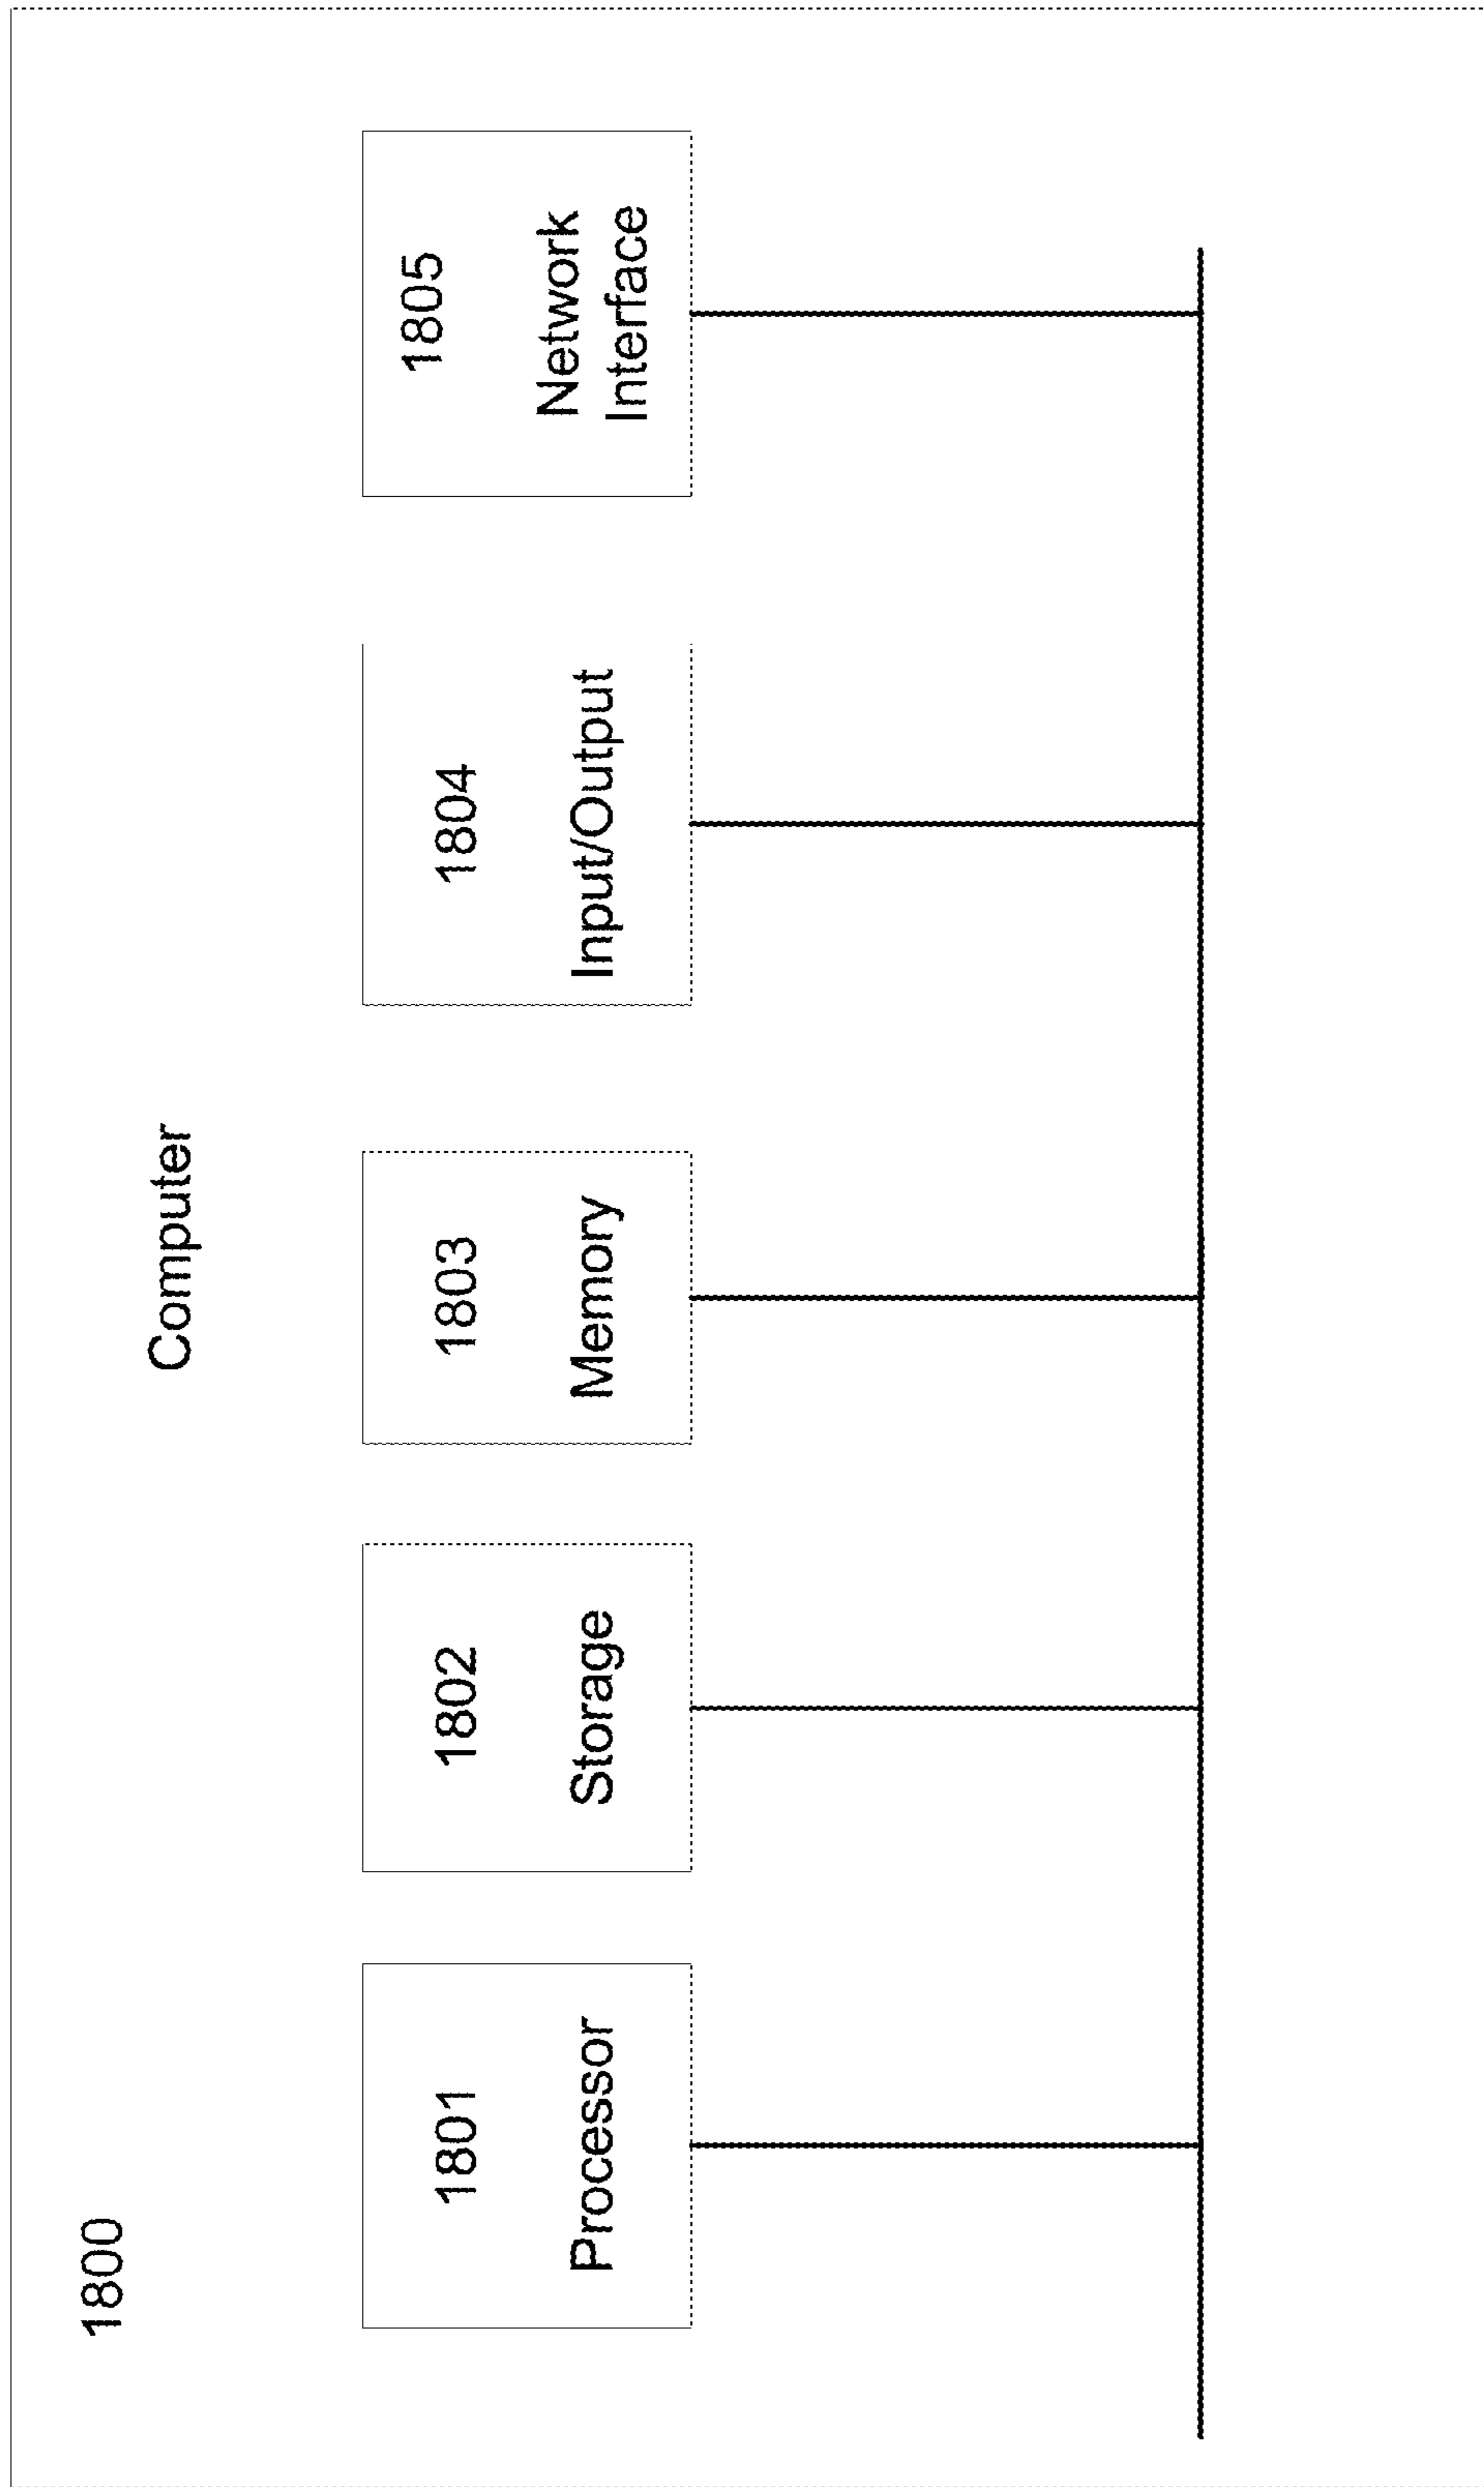 1800
Computer
1801
Processor
1802
Storage
1803
Memory
1804
Input/Output
1805
Network
Interface